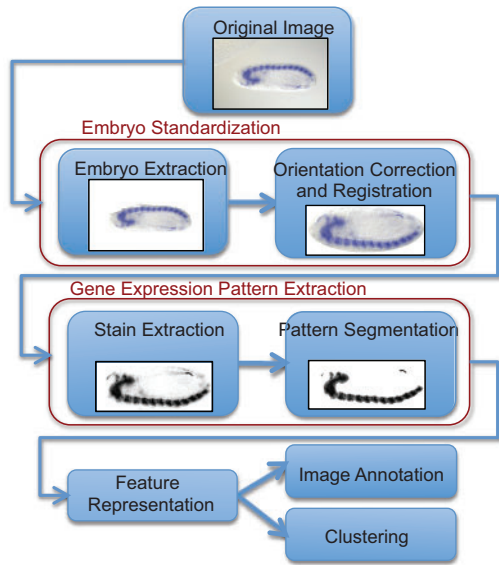 Original Image
Embryo Standardization
Embryo Extraction
Orientation Correction
and Registration
Gene Expression Pattern Extraction
Stain Extraction
Pattern Segmentation
Feature
Representation
Image Annotation
Clustering